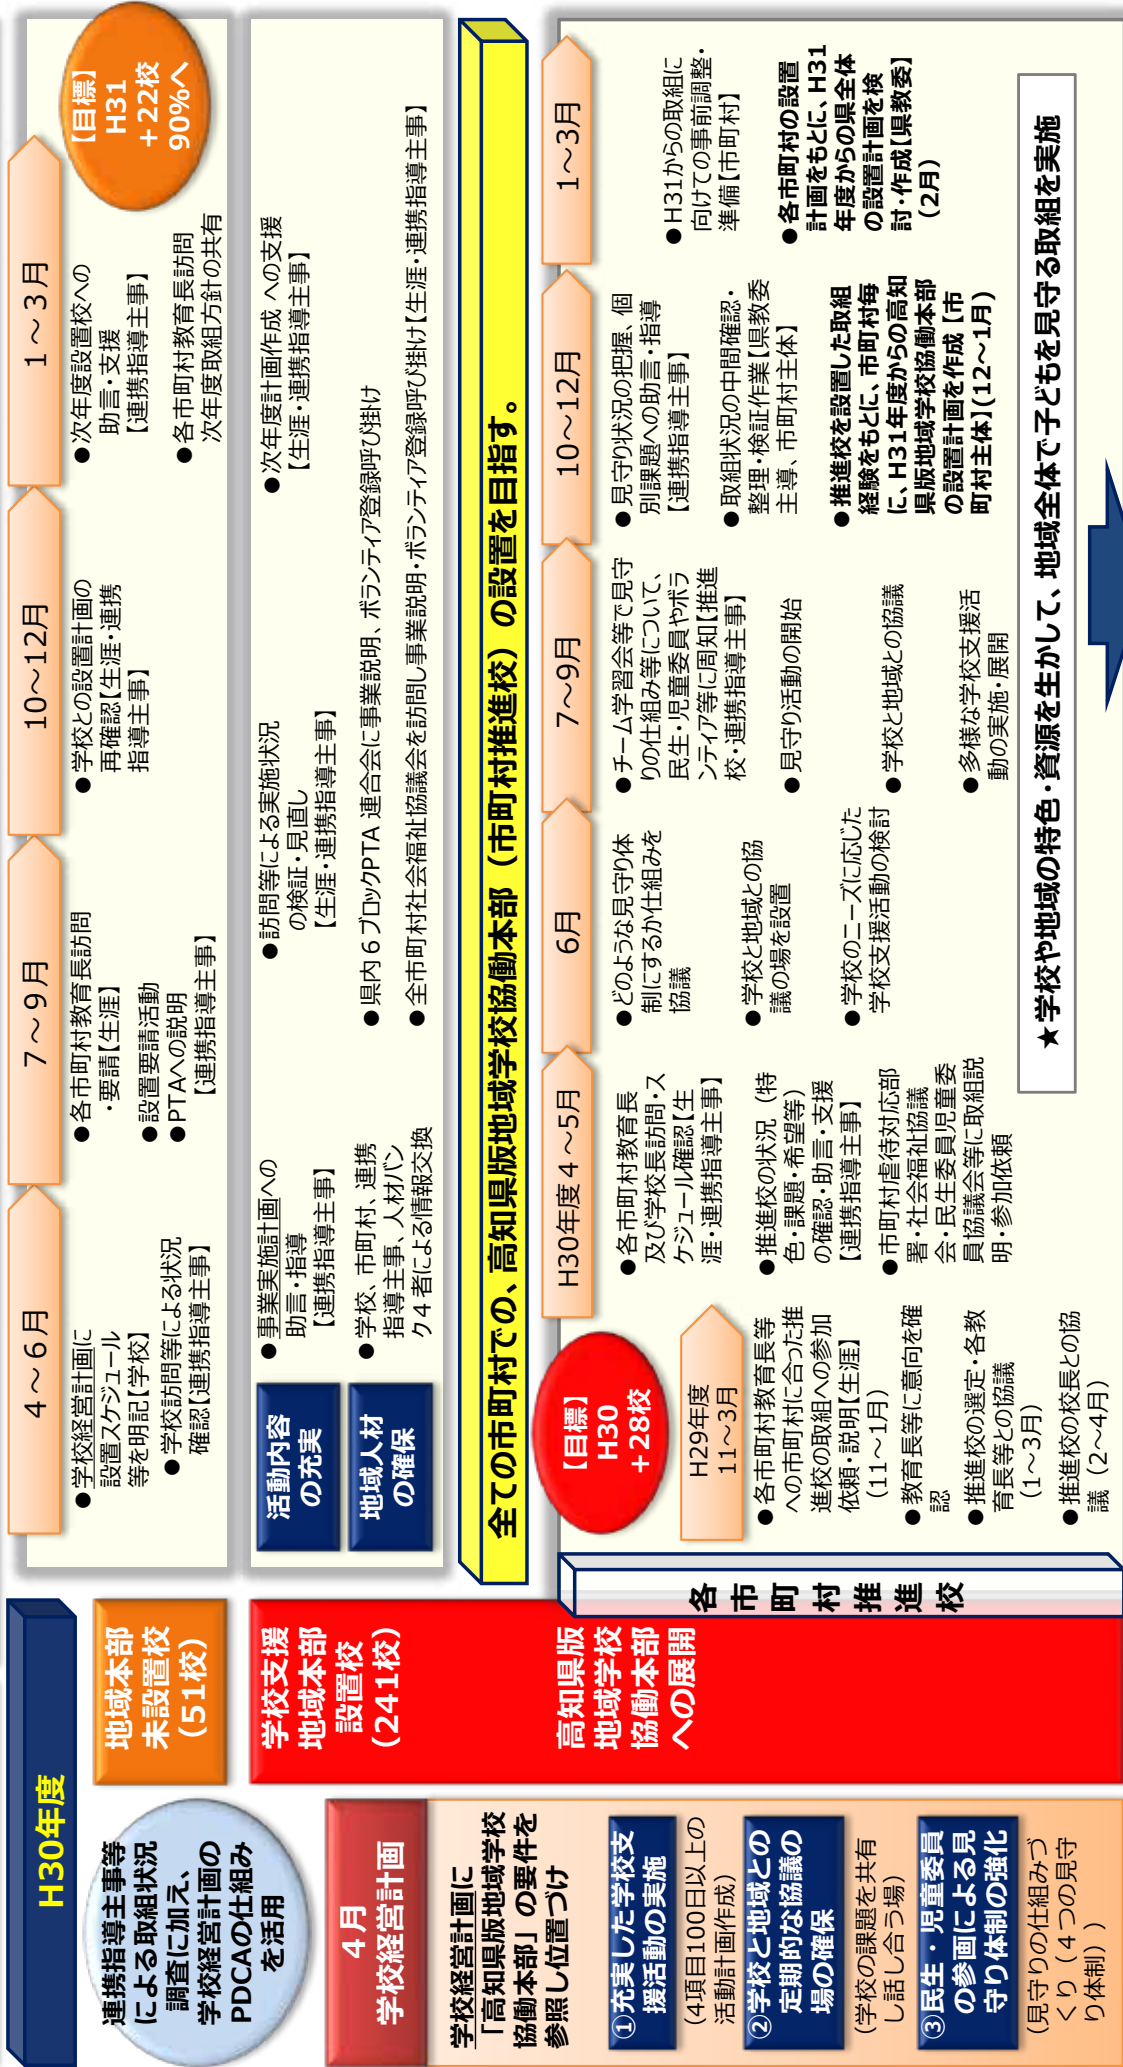 H30年度
連携指導主事等
による取組状況
調査に加え、
学校経営計画の
PDCAの仕組み
を活用
4月
学校経営計画
学校経営計画に
「高知県版地域学校
協働本部」の要件を
参照し位置づけ
①充実した学校支
援活動の実施
(4項目100日以上の
活動計画作成)
②学校と地域との
定期的な協議の
場の確保
(学校の課題を共有
し話し合う場)
③民生・児童委員
の参画による見
守り体制の強化
(見守りの仕組みづ
くり（4つの見守
り体制）)
地域本部
未設置校
(51校)
学校支援
地域本部
設置校
(241校)
高知県版
地域学校
協働本部
への展開
4～6月
7～9月
10～12月
1～3月
●学校経営計画に
設置スケジュール
等を明記【学校】
●学校訪問等による状況
確認【連携指導主事】
●各市町村教育長訪問
・要請【生涯】
●設置要請活動
●PTAへの説明
【連携指導主事】
●学校との設置計画の
再確認【生涯・連携
指導主事】
●次年度設置校への
助言・支援
【連携指導主事】
●各市町村教育長訪問
次年度取組方針の共有
【目標】
H31
+22校
90%へ
活動内容
の充実
地域人材
の確保
●事業実施計画への
助言・指導
【連携指導主事】
●学校、市町村、連携
指導主事、人材バン
ク4者による情報交換
●訪問等による実施状況
の検証・見直し
【生涯・連携指導主事】
●次年度計画作成 への支援
【生涯・連携指導主事】
●県内6ブロックPTA 連合会に事業説明、ボランティア登録呼び掛け
●全市町村社会福祉協議会を訪問し事業説明・ボランティア登録呼び掛け【生涯・連携指導主事】
全ての市町村での、高知県版地域学校協働本部（市町村推進校）の設置を目指す。
各市町村推進校
【目標】
H30
+28校
H29年度
11～3月
●各市町村教育長等
への市町村に合った推
進校の取組への参加
依頼・説明【生涯】
（11～1月）
●教育長等に意向を確
認
●推進校の選定・各教
育長等との協議
（1～3月）
●推進校の校長との協
議（2～4月）
H30年度4～5月
●各市町村教育長
及び学校長訪問・ス
ケジュール確認【生
涯・連携指導主事】
●推進校の状況（特
色・課題・希望等）
の確認・助言・支援
【連携指導主事】
●市町村虐待対応部
署・社会福祉協議
会・民生委員児童委
員協議会等に取組説
明・参加依頼
6月
●どのような見守り体
制にするか仕組みを
協議
●学校と地域との協
議の場を設置
●学校のニーズに応じた
学校支援活動の検討
7～9月
●チーム学習会等で見守
りの仕組み等について、
民生・児童委員やボラ
ンティア等に周知【推進
校・連携指導主事】
●見守り活動の開始
●学校と地域との協議
●多様な学校支援活
動の実施・展開
10～12月
●見守り状況の把握、個
別課題への助言・指導
【連携指導主事】
●取組状況の中間確認・
整理・検証作業【県教委
主導、市町村主体】
●推進校を設置した取組
経験をもとに、市町村毎
に、H31年度からの高知
県版地域学校協働本部
の設置計画を作成【市
町村主体】(12～1月)
1～3月
●H31からの取組に
向けての事前調整・
準備【市町村】
●各市町村の設置
計画をもとに、H31
年度からの県全体
の設置計画を検
討・作成【県教委】
（2月）
★学校や地域の特色・資源を生かして、地域全体で子どもを見守る取組を実施